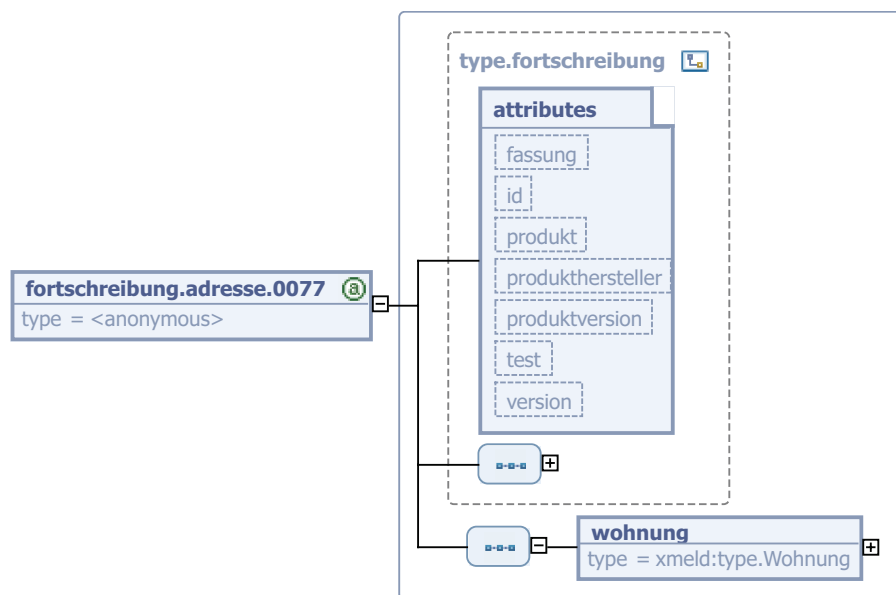 type.fortschreibung
attributes
fassung
id
produkt
produkthersteller
produktversion
test
version
fortschreibung.adresse.0077 a
type = <anonymous>
wohnung
type = xmeld:type.Wohnung